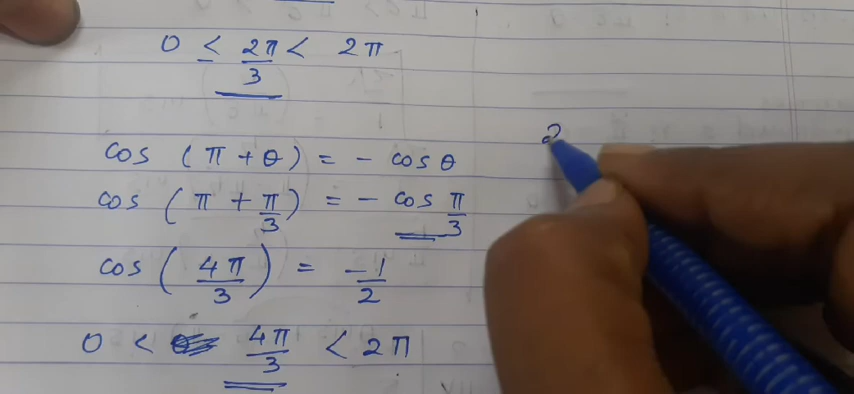 0 ≤ 2π/3 < 2π
cos (π + θ) = - cos θ
cos (π + π/3) = - cos π/3
cos (4π/3) = -1/2
0 < 4π/3 < 2π
2